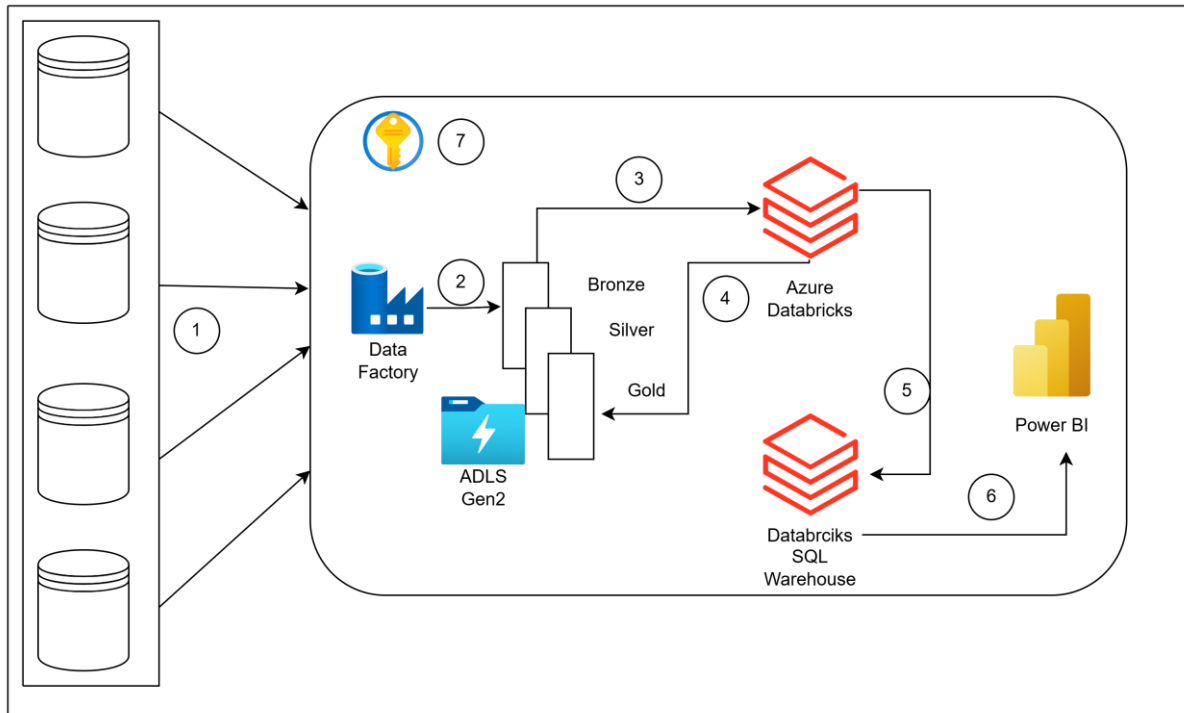 7
3
2
Bronze
4
Azure
Databricks
Silver
1
Data
Factory
Gold
5
Power BI
ADLS
Gen2
6
Databrciks
SQL
Warehouse